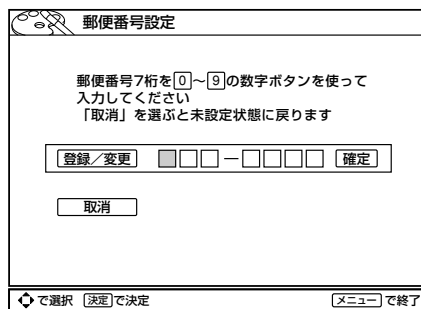 郵便番号設定
郵便番号7桁を0～9の数字ボタンを使って
入力してください
「取消」を選ぶと未設定状態に戻ります
登録／変更 － 確定
取消
で選択 決定で決定 メニューで終了